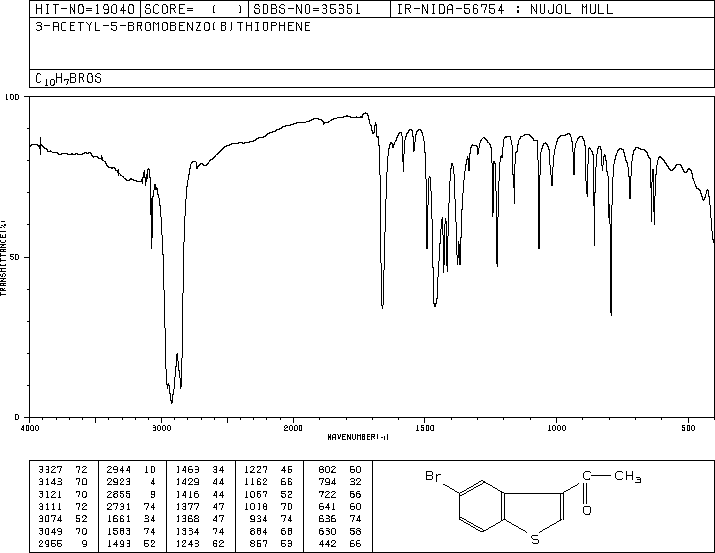 HIT-NO=19040 SCORE= ( ) SDBS-NO=35351 IR-NIDA-56754 : NUJOL MULL
3-ACETYL-5-BROMOBENZO(B)THIOPHENE
C10H7BROS
100
50
0
TRANSMITTANCE(%)
4000 3000 2000 1500 1000 500
WAVENUMBER(-1)
3327 72 2944 10 1463 34 1227 46 802 60
3143 70 2923 4 1429 44 1162 66 794 32
3121 70 2855 9 1416 44 1067 52 722 66
3111 72 2731 74 1377 47 1018 70 641 60
3074 52 1661 34 1368 47 934 74 636 74
3049 70 1583 74 1334 74 884 68 630 58
2955 9 1493 52 1243 62 857 53 442 66
Br
C
CH3
O
S